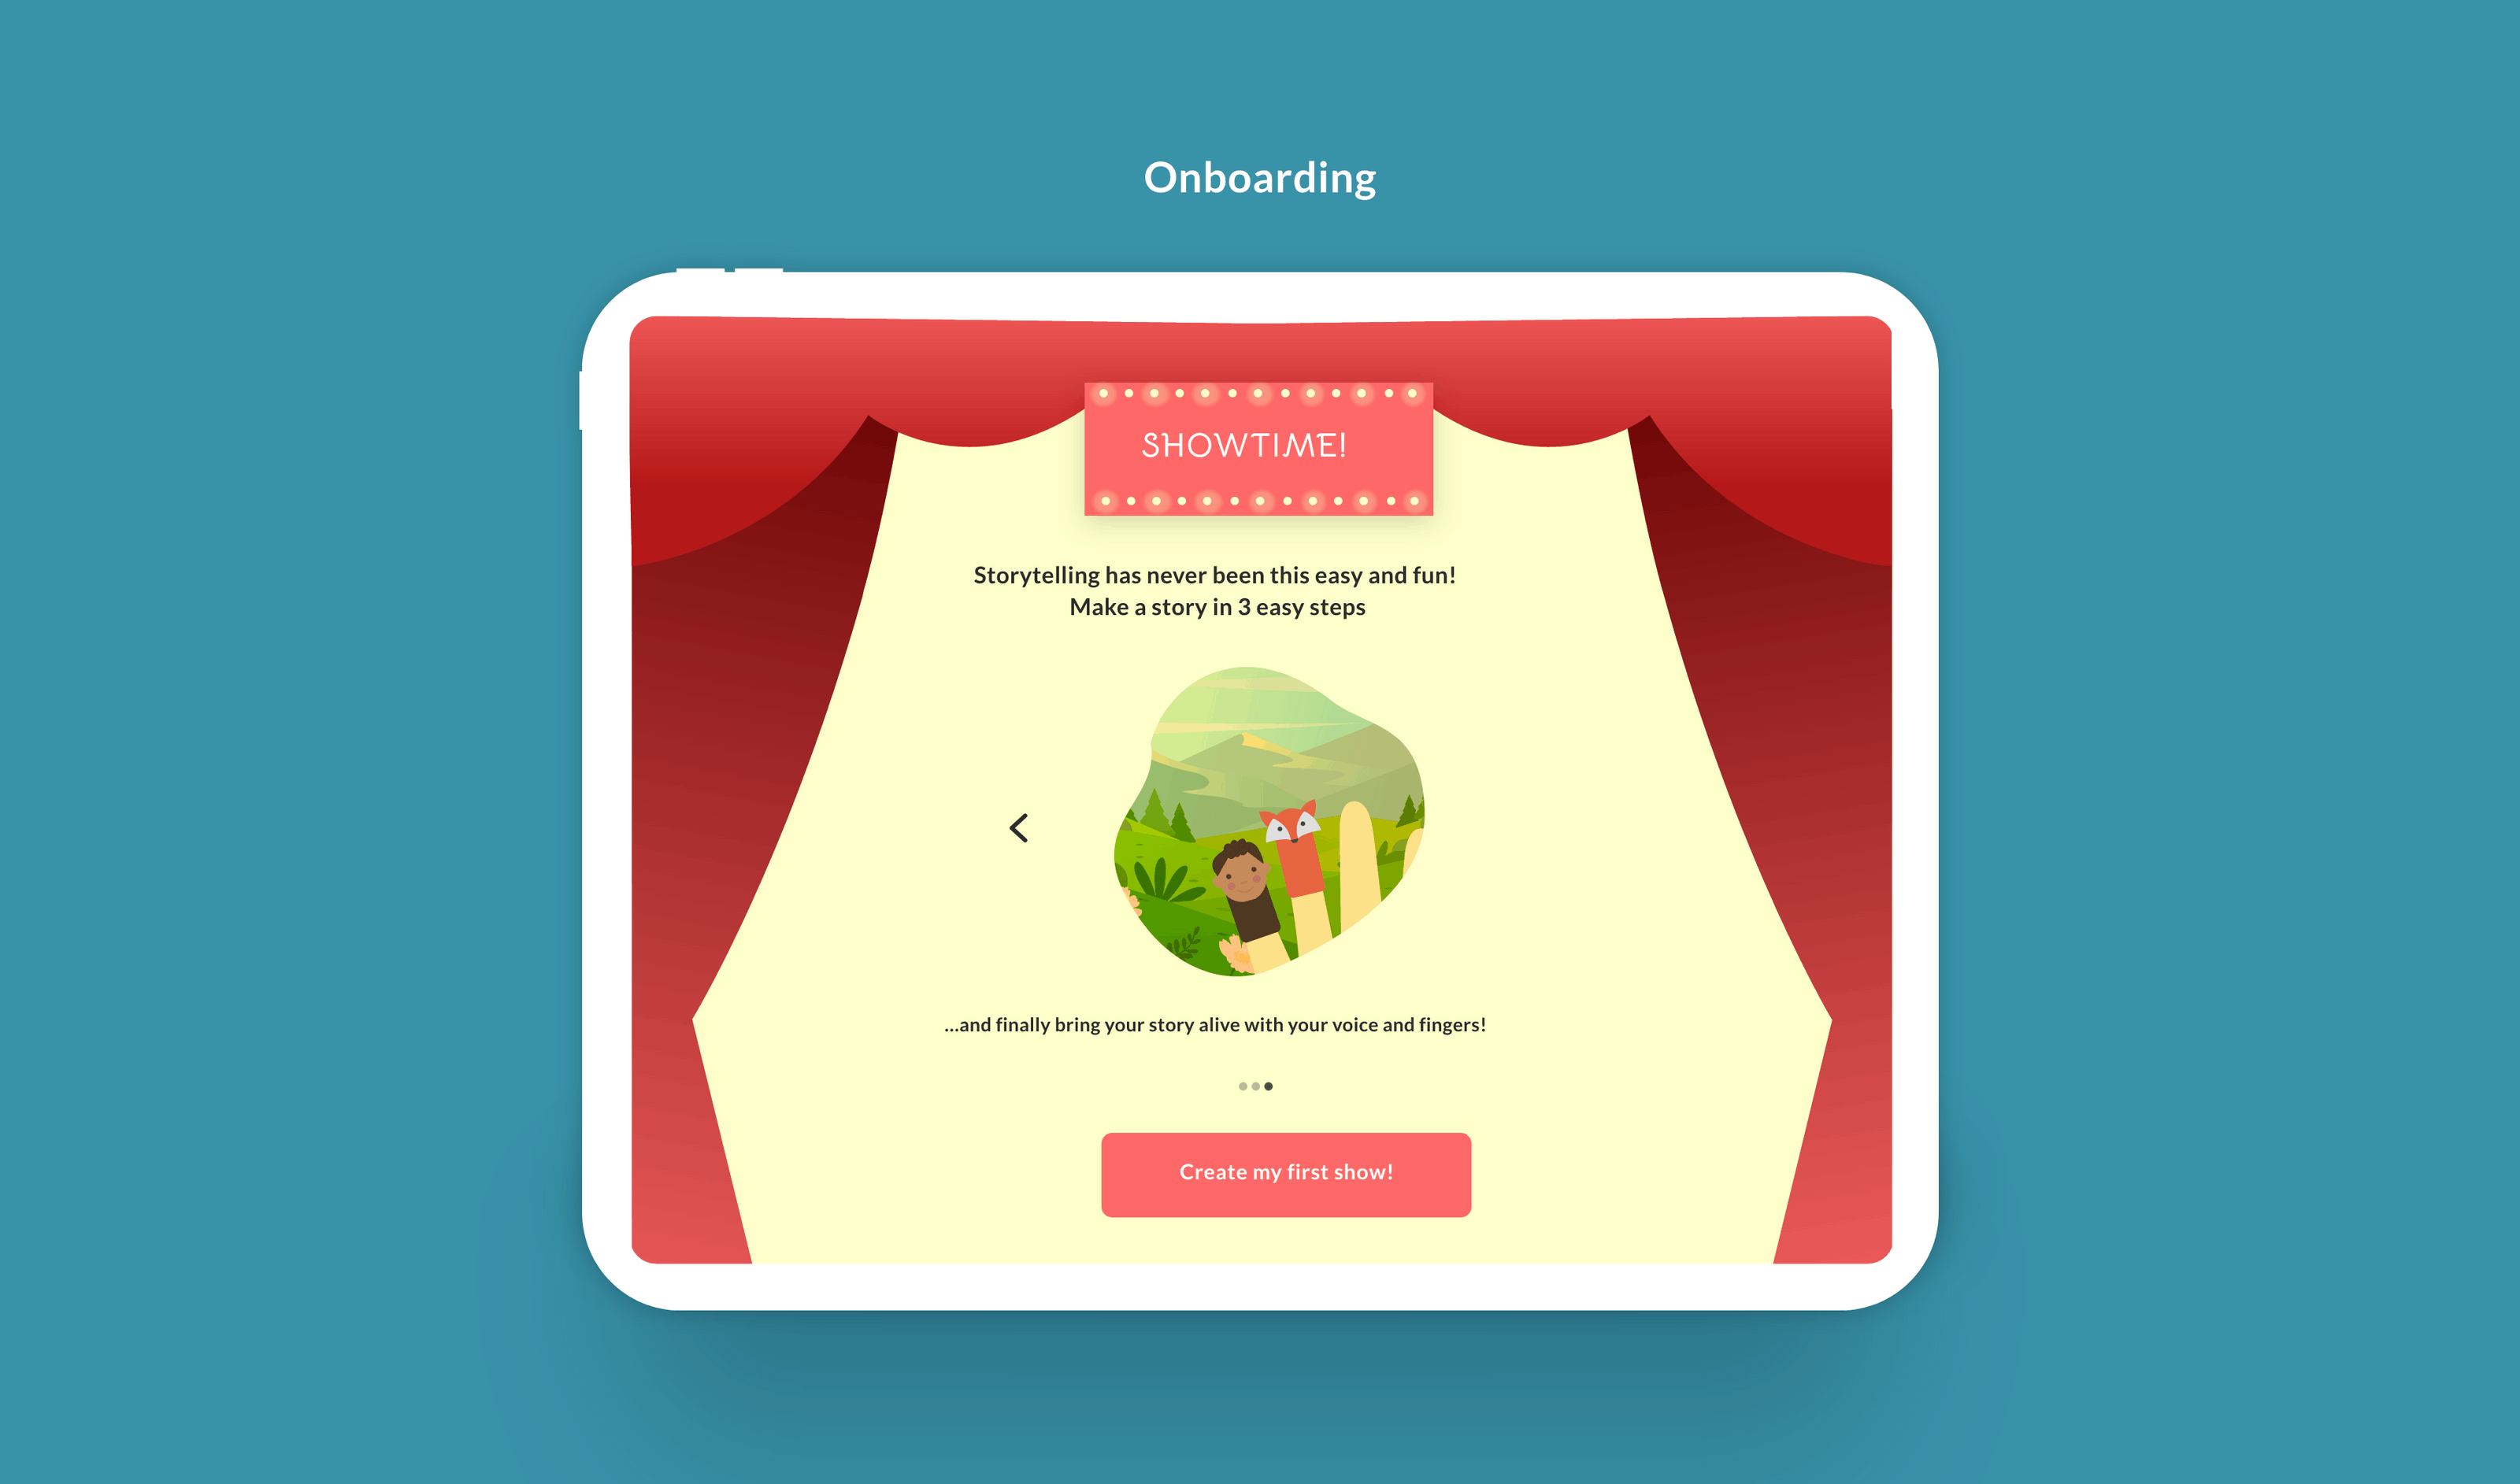 Onboarding
SHOWTIME!
Storytelling has never been this easy and fun!
Make a story in 3 easy steps
...and finally bring your story alive with your voice and fingers!
Create my first show!